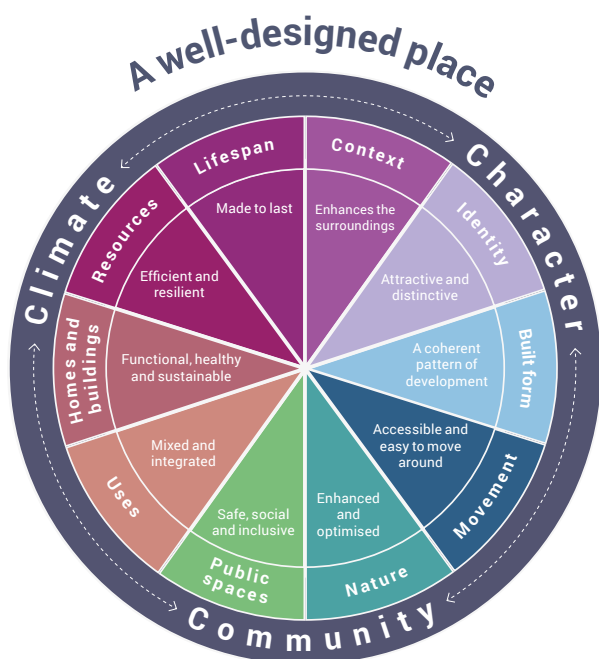 A well-designed place
Climate
Character
Community
Context
Enhances the
surroundings
Identity
Attractive and
distinctive
Built form
A coherent
pattern of
development
Movement
Accessible and
easy to move
around
Nature
Enhanced
and
optimised
Public
spaces
Safe, social
and inclusive
Uses
Mixed and
integrated
Homes and
buildings
Functional, healthy
and sustainable
Resources
Efficient and
resilient
Lifespan
Made to last